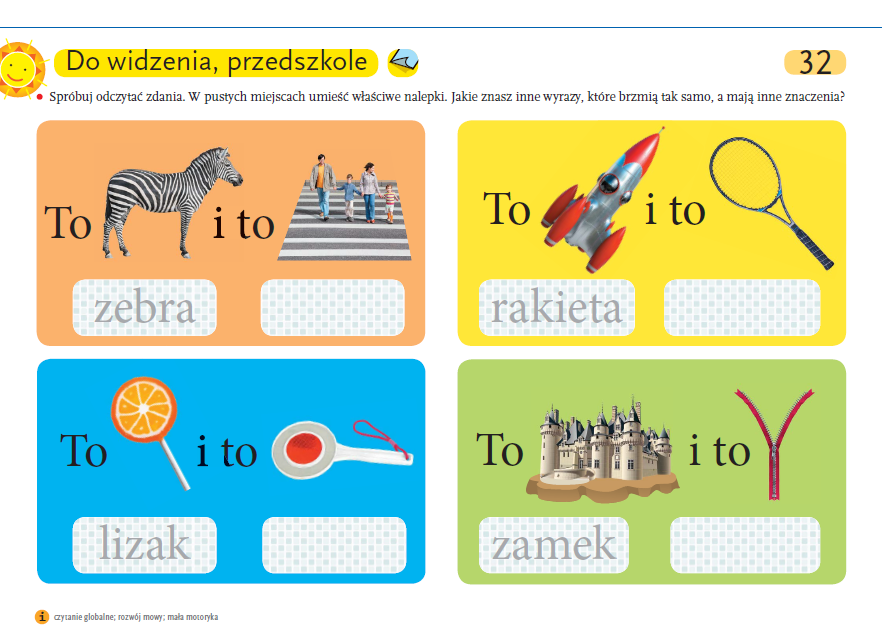 Do widzenia, przedszkole
32
• Spróbuj odczytać zdania. W pustych miejscach umieść właściwe nalepki. Jakie znasz inne wyrazy, które brzmią tak samo, a mają inne znaczenia?
To i to
zebra
To i to
rakieta
To i to
lizak
To i to
zamek
i czytanie globalne; rozwój mowy; mała motoryka